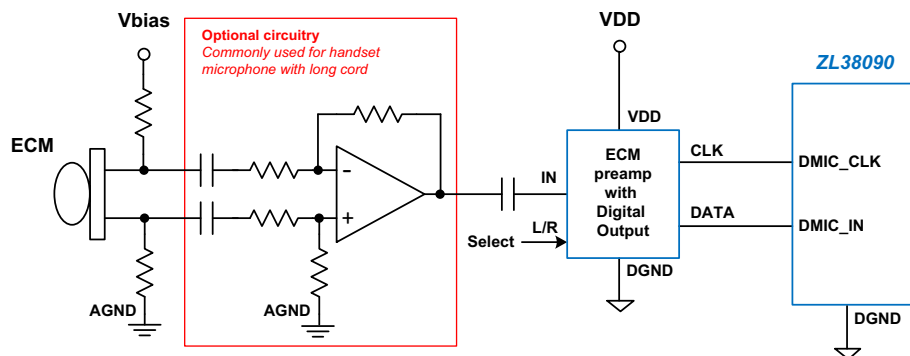 Vbias
Optional circuitry
Commonly used for handset
microphone with long cord
VDD
ZL38090
ECM
-
+
AGND
AGND
IN
L/R
Select
VDD
ECM
preamp
with
Digital
Output
DGND
CLK
DATA
DMIC_CLK
DMIC_IN
DGND